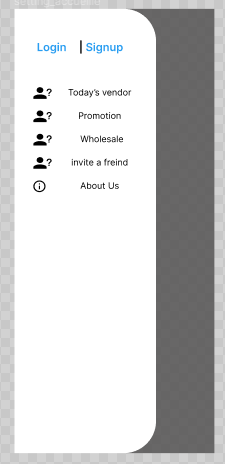 Login | Signup
Today's vendor
Promotion
Wholesale
invite a freind
About Us